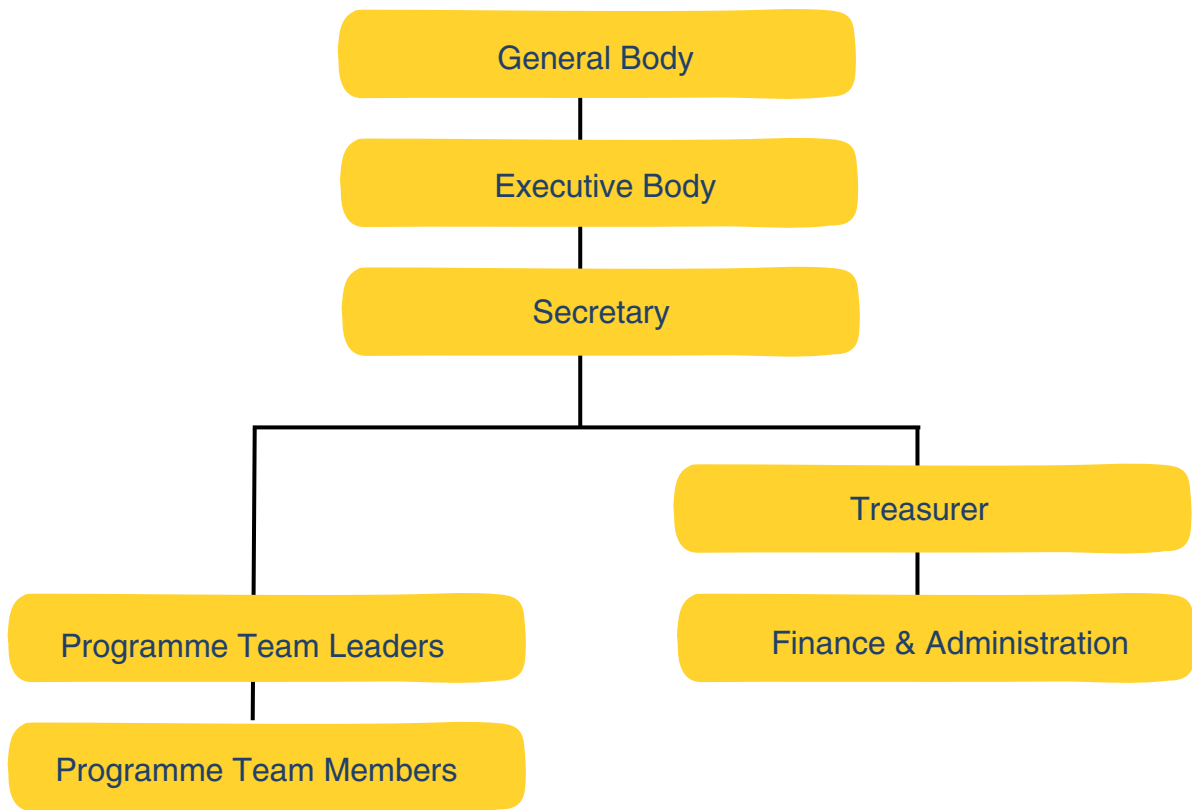 General Body
Executive Body
Secretary
Treasurer
Programme Team Leaders
Finance & Administration
Programme Team Members